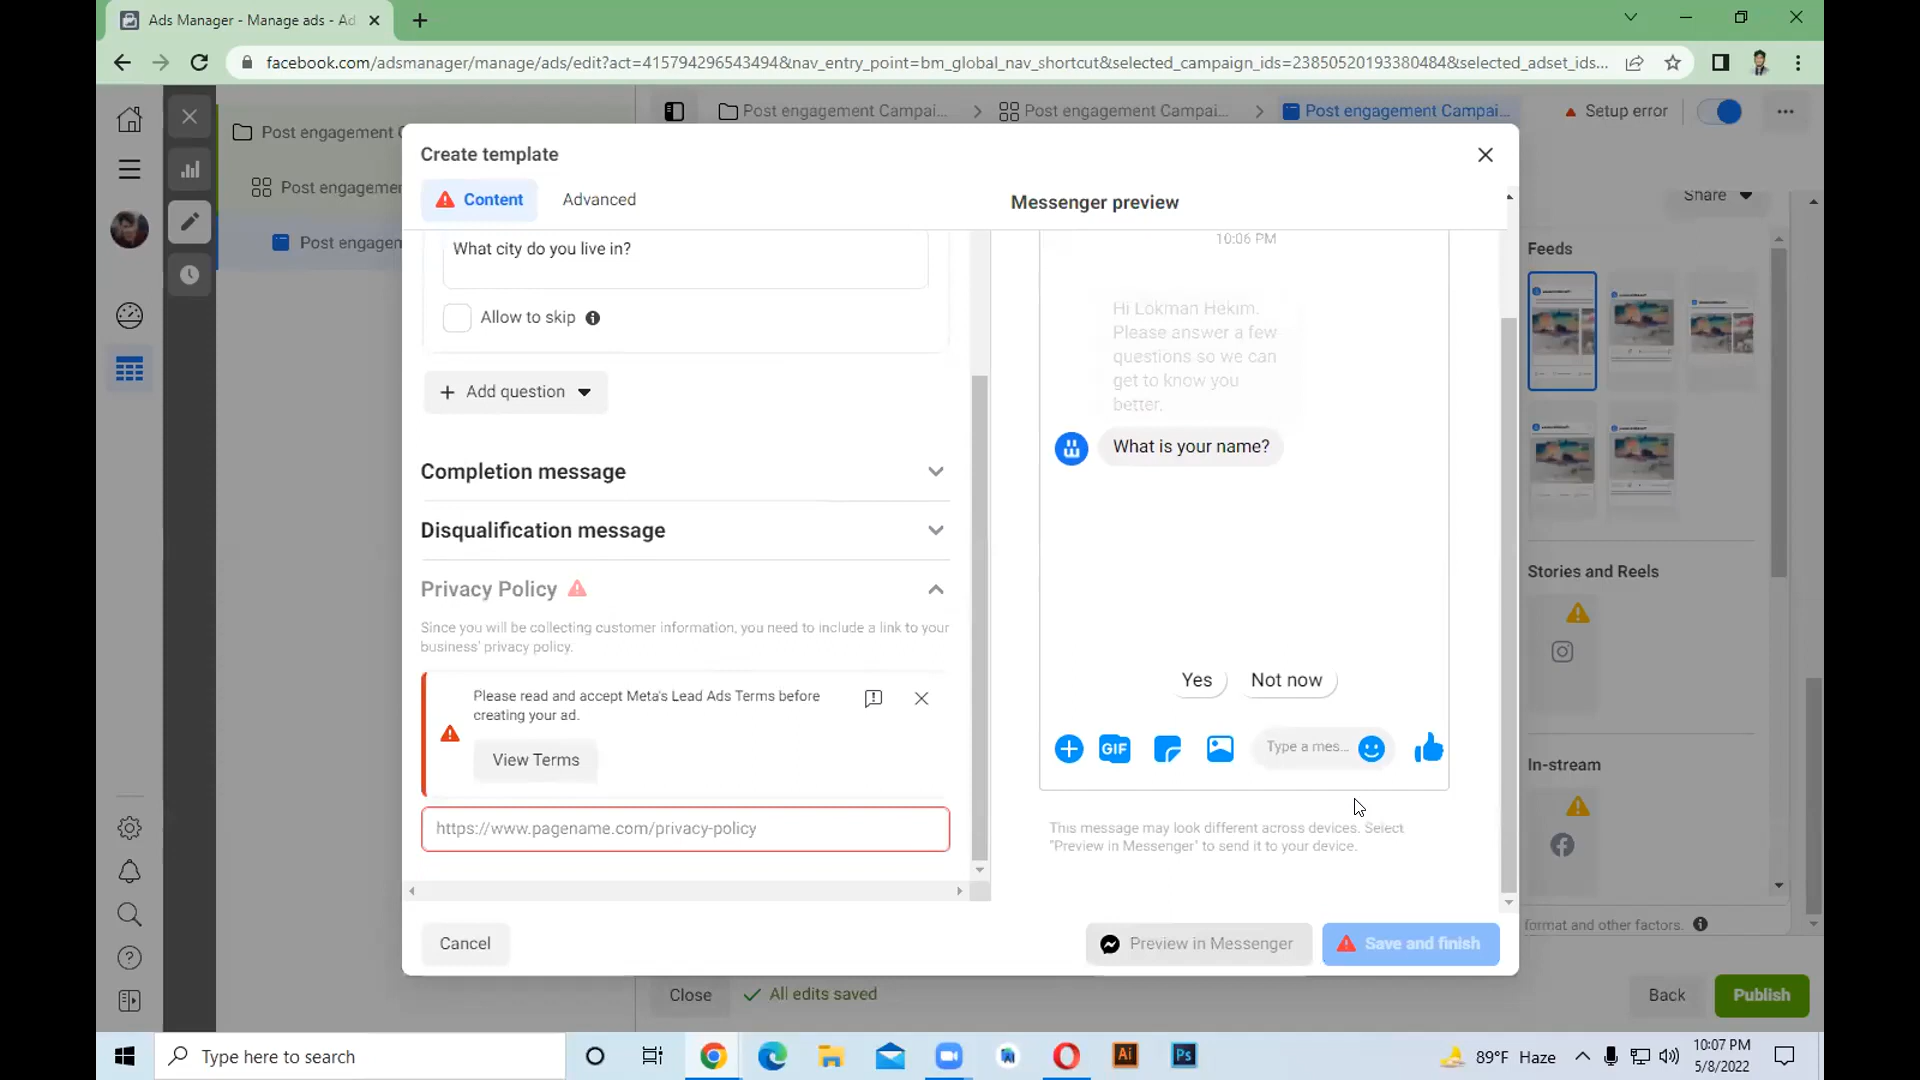 Ads Manager - Manage ads - Ad
facebook.com/adsmanager/manage/ads/edit?act=415794296543494&nav_entry_point=bm_global_nav_shortcut&selected_campaign_ids=23850520193380484&selected_adset_ids...
Post engagement C
Post engagement Campai...
Post engagement Campai...
Post engagement Campai...
Setup error
Post engagemen
Post engagem
Create template
Content
Advanced
Messenger preview
What city do you live in?
Allow to skip
Add question
Completion message
Disqualification message
Privacy Policy
Since you will be collecting customer information, you need to include a link to your
business' privacy policy.
Please read and accept Meta's Lead Ads Terms before
creating your ad.
View Terms
https://www.pagename.com/privacy-policy
10:06 PM
Hi Lokman Hekim.
Please answer a few
questions so we can
get to know you
better.
What is your name?
Yes
Not now
GIF
Type a mes...
This message may look different across devices. Select
"Preview in Messenger" to send it to your device.
Cancel
Preview in Messenger
Save and finish
Share
Feeds
Stories and Reels
In-stream
format and other factors.
Close
All edits saved
Back
Publish
Type here to search
Ai
Ps
89°F Haze
10:07 PM
5/8/2022